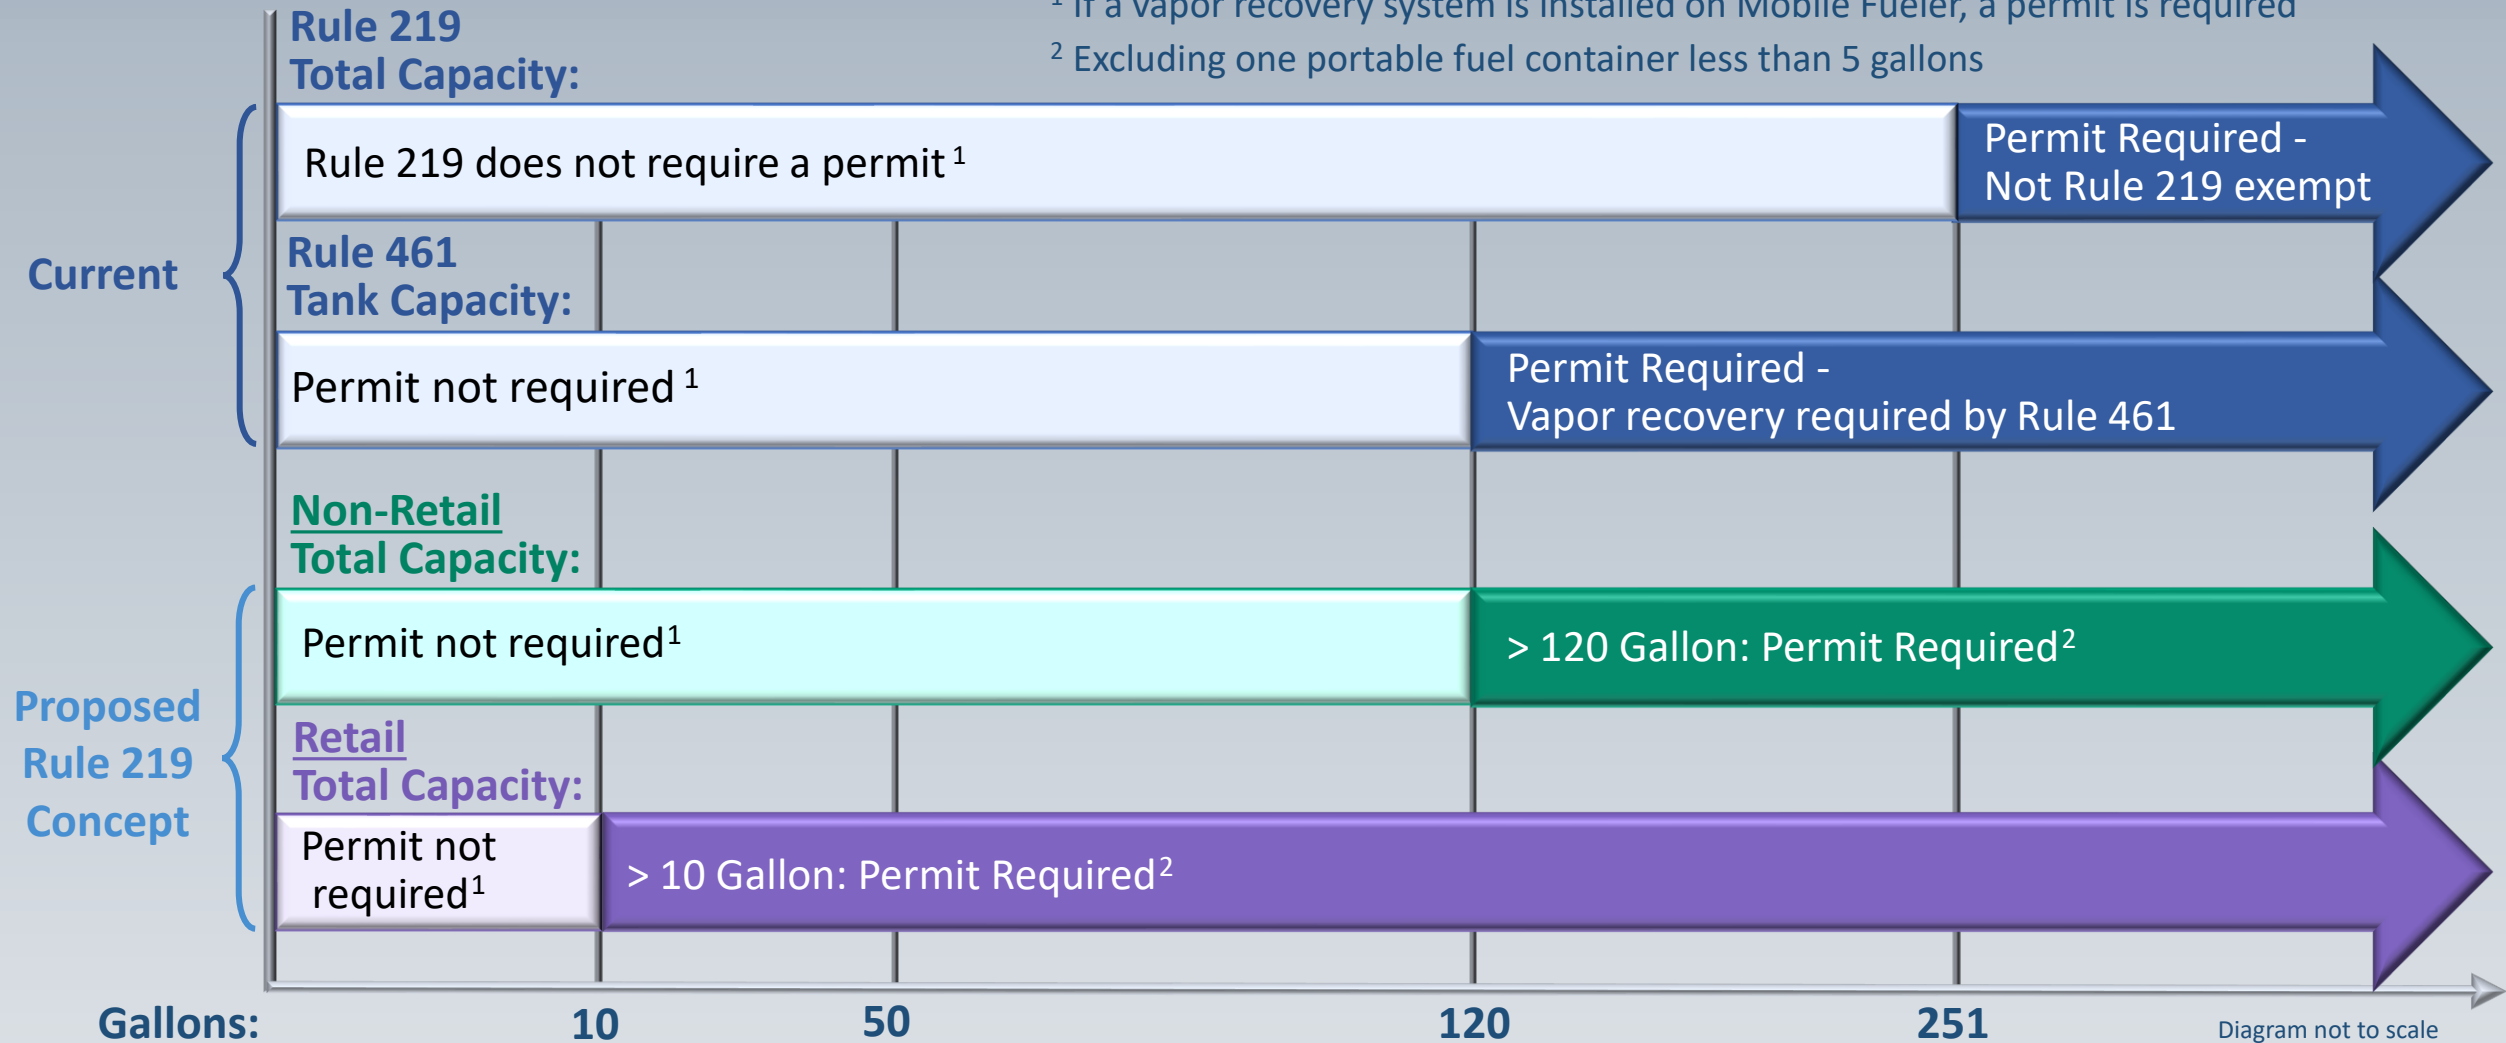 ¹ If a vapor recovery system is installed on Mobile Fueler, a permit is required
² Excluding one portable fuel container less than 5 gallons
Rule 219
Total Capacity:
Rule 219 does not require a permit ¹
Permit Required -
Not Rule 219 exempt
Current
Rule 461
Tank Capacity:
Permit not required ¹
Permit Required -
Vapor recovery required by Rule 461
Non-Retail
Total Capacity:
Permit not required¹
> 120 Gallon: Permit Required²
Proposed
Rule 219
Concept
Retail
Total Capacity:
Permit not
required¹
> 10 Gallon: Permit Required²
Gallons:
10
50
120
251
Diagram not to scale